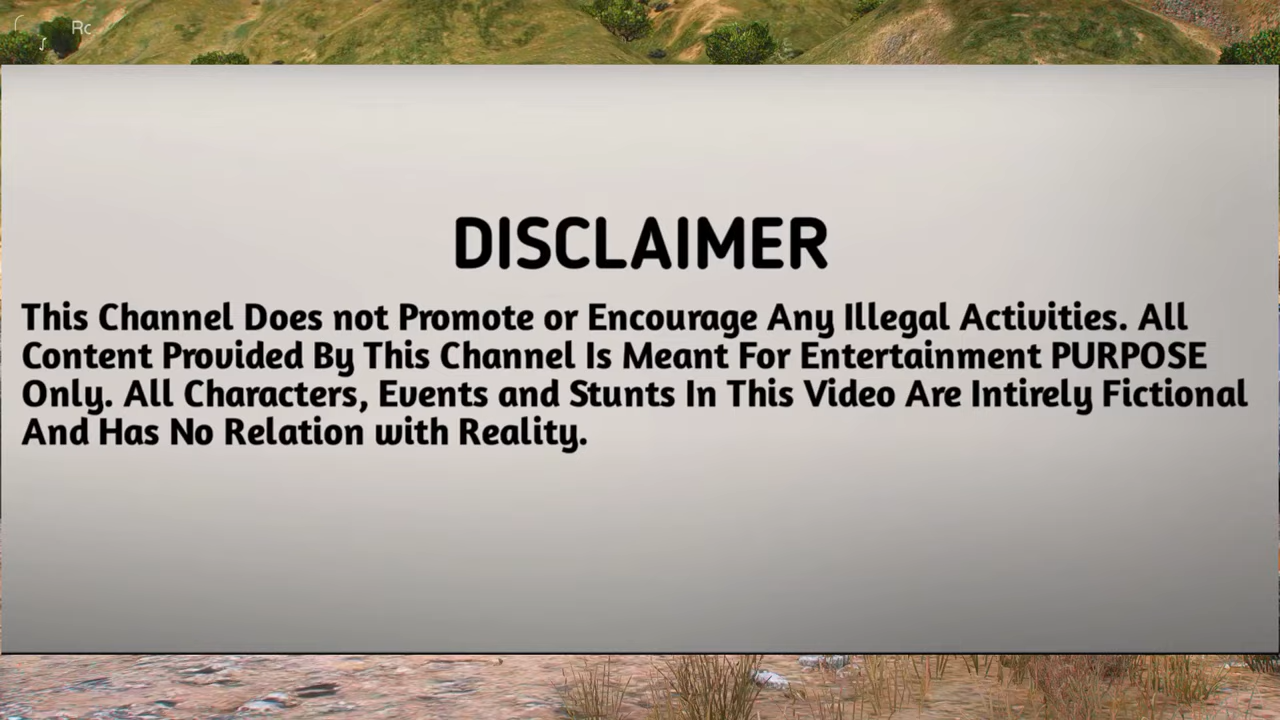 DISCLAIMER
This Channel Does not Promote or Encourage Any Illegal Activities. All
Content Provided By This Channel Is Meant For Entertainment PURPOSE
Only. All Characters, Events and Stunts In This Video Are Intirely Fictional
And Has No Relation with Reality.